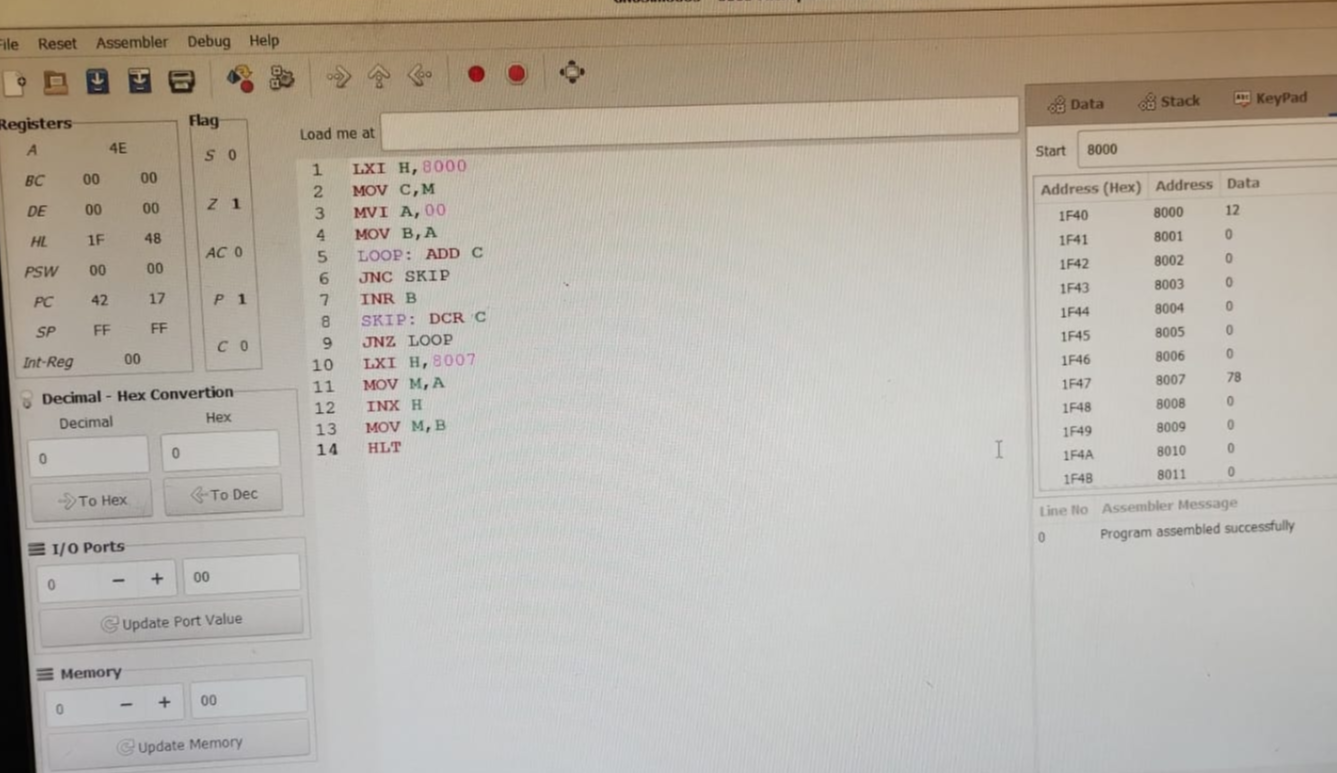 File Reset Assembler Debug Help
Registers
A 4E
BC 00 00
DE 00 00
HL 1F 48
PSW 00 00
PC 42 17
SP FF FF
Int-Reg 00
Flag
S 0
Z 1
AC 0
P 1
C 0
Decimal - Hex Convertion
Decimal Hex
0 0
To Hex To Dec
I/O Ports
0 − + 00
Update Port Value
Memory
0 − + 00
Update Memory
Load me at
1 LXI H,8000
2 MOV C,M
3 MVI A,00
4 MOV B,A
5 LOOP: ADD C
6 JNC SKIP
7 INR B
8 SKIP: DCR C
9 JNZ LOOP
10 LXI H,8007
11 MOV M,A
12 INX H
13 MOV M,B
14 HLT
Data Stack KeyPad
Start 8000
Address (Hex) Address Data
1F40 8000 12
1F41 8001 0
1F42 8002 0
1F43 8003 0
1F44 8004 0
1F45 8005 0
1F46 8006 0
1F47 8007 78
1F48 8008 0
1F49 8009 0
1F4A 8010 0
1F4B 8011 0
Line No Assembler Message
0 Program assembled successfully